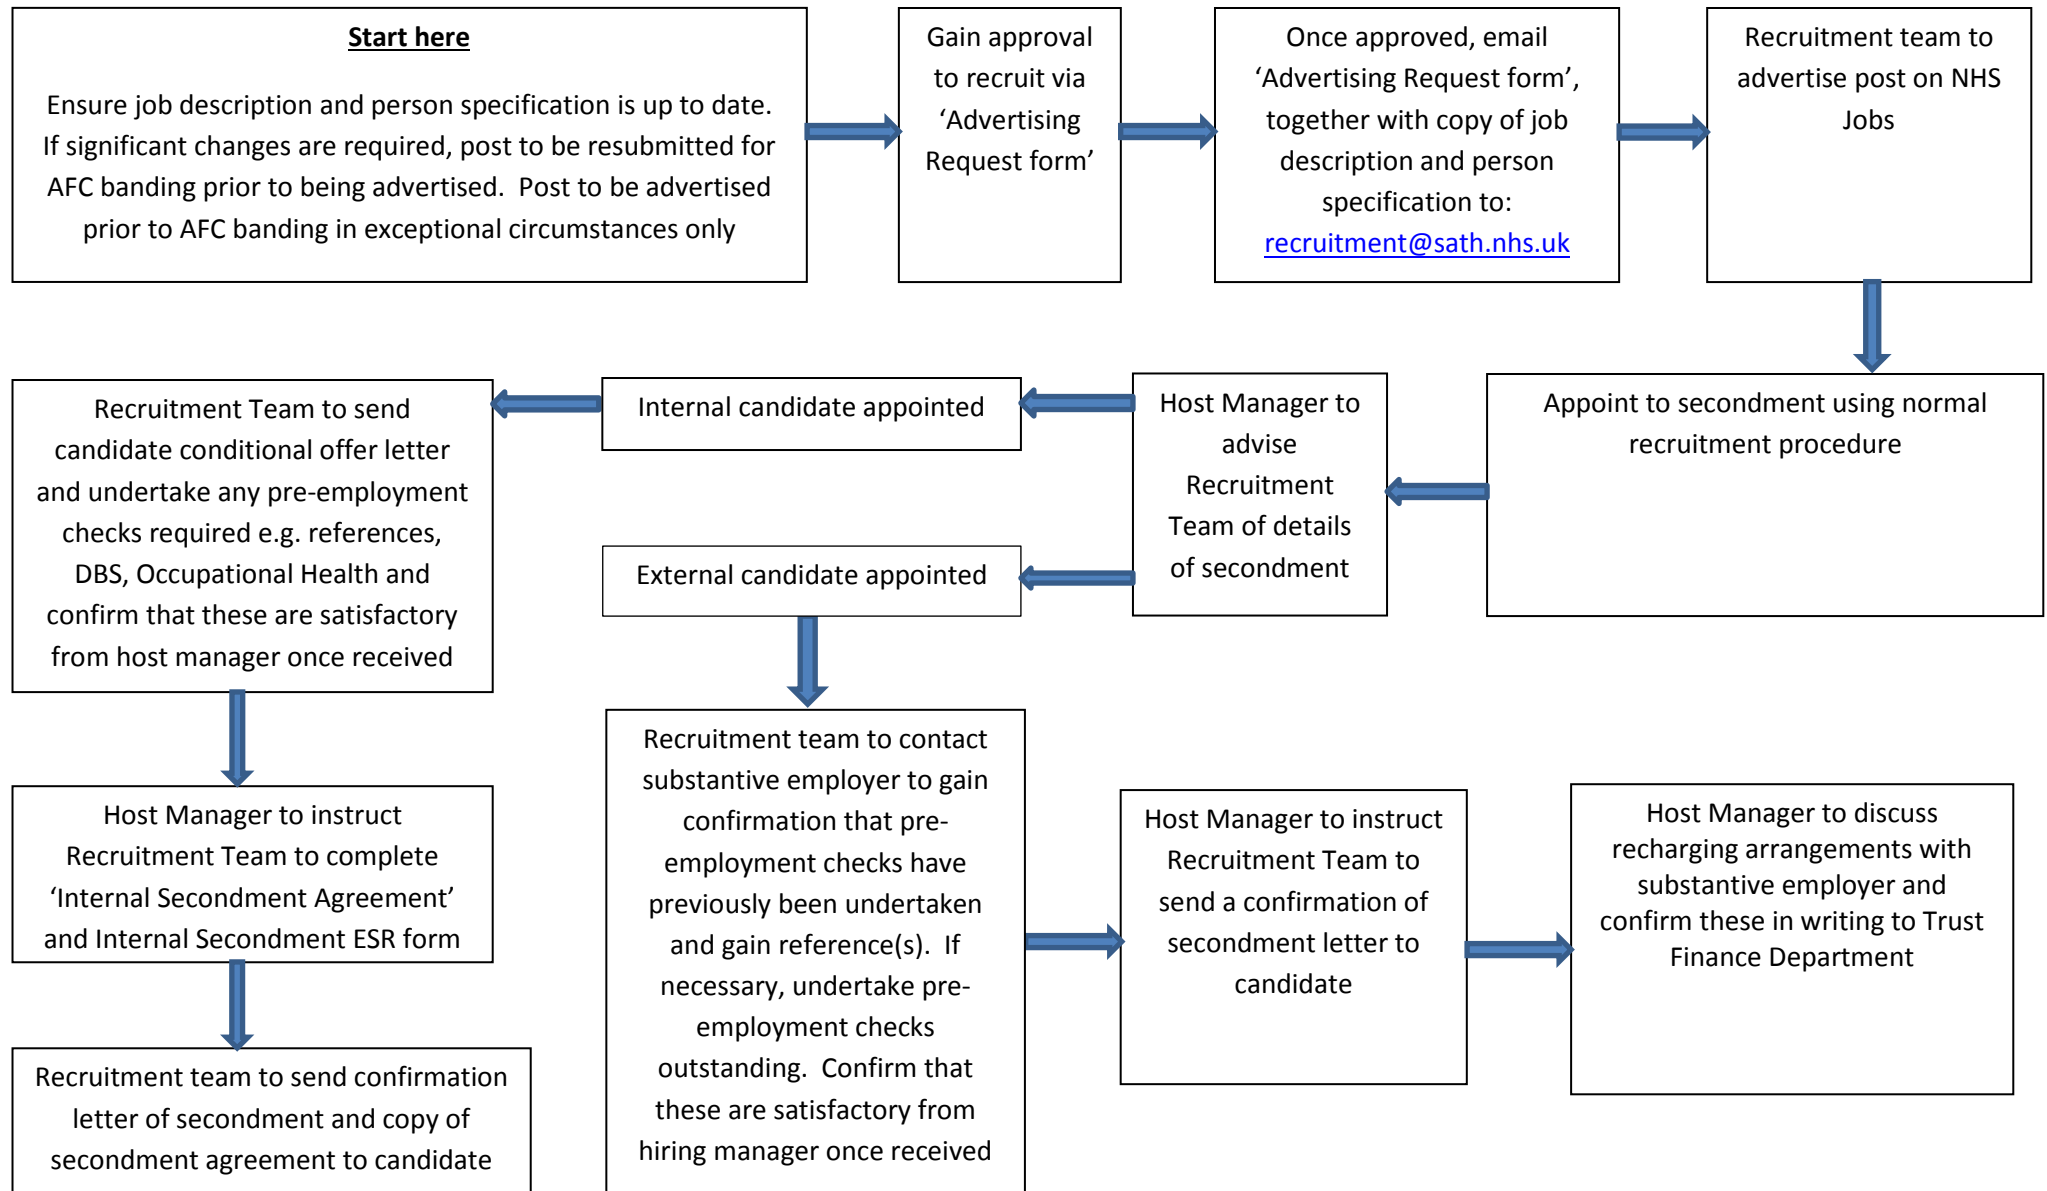 Start here
Ensure job description and person specification is up to date.
If significant changes are required, post to be resubmitted for
AFC banding prior to being advertised.  Post to be advertised
prior to AFC banding in exceptional circumstances only
Gain approval
to recruit via
‘Advertising
Request form’
Once approved, email
‘Advertising Request form’,
together with copy of job
description and person
specification to:
recruitment@sath.nhs.uk
Recruitment team to
advertise post on NHS
Jobs
Appoint to secondment using normal
recruitment procedure
Host Manager to
advise
Recruitment
Team of details
of secondment
Internal candidate appointed
Recruitment Team to send
candidate conditional offer letter
and undertake any pre-employment
checks required e.g. references,
DBS, Occupational Health and
confirm that these are satisfactory
from host manager once received
Host Manager to instruct
Recruitment Team to complete
‘Internal Secondment Agreement’
and Internal Secondment ESR form
Recruitment team to send confirmation
letter of secondment and copy of
secondment agreement to candidate
External candidate appointed
Recruitment team to contact
substantive employer to gain
confirmation that pre-
employment checks have
previously been undertaken
and gain reference(s).  If
necessary, undertake pre-
employment checks
outstanding.  Confirm that
these are satisfactory from
hiring manager once received
Host Manager to instruct
Recruitment Team to
send a confirmation of
secondment letter to
candidate
Host Manager to discuss
recharging arrangements with
substantive employer and
confirm these in writing to Trust
Finance Department